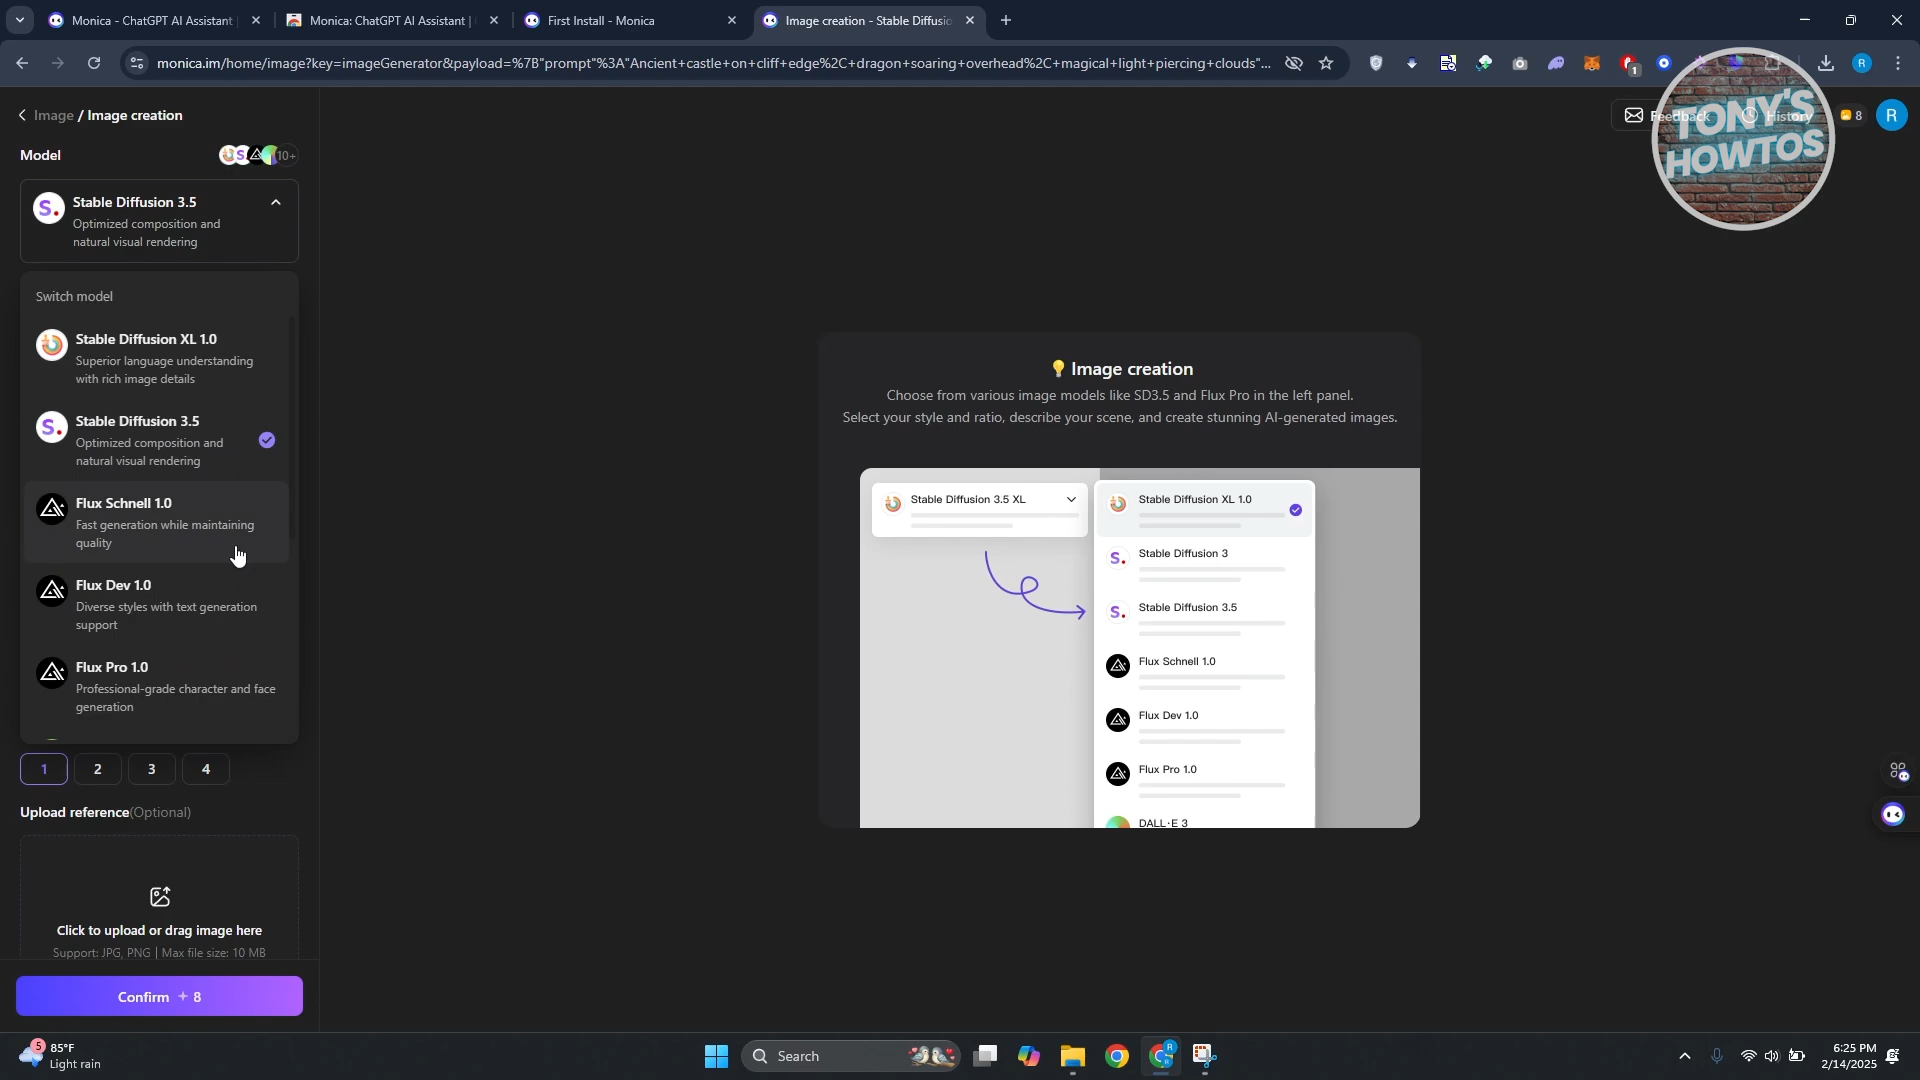 Monica - ChatGPT AI Assistant
Monica: ChatGPT AI Assistant |
First Install - Monica
Image creation - Stable Diffusio
monica.im/home/image?key=imageGenerator&payload=%7B"prompt"%3A"Ancient+castle+on+cliff+edge%2C+dragon+soaring+overhead%2C+magical+light+piercing+clouds"...
1
R
Image / Image creation
Feedback
History
8
R
TONY'S
HOWTOS
Model
10+
S.
Stable Diffusion 3.5
Optimized composition and
natural visual rendering
Switch model
Stable Diffusion XL 1.0
Superior language understanding
with rich image details
S.
Stable Diffusion 3.5
Optimized composition and
natural visual rendering
Flux Schnell 1.0
Fast generation while maintaining
quality
Flux Dev 1.0
Diverse styles with text generation
support
Flux Pro 1.0
Professional-grade character and face
generation
1
2
3
4
Upload reference(Optional)
Click to upload or drag image here
Support: JPG, PNG | Max file size: 10 MB
Confirm 8
Image creation
Choose from various image models like SD3.5 and Flux Pro in the left panel.
Select your style and ratio, describe your scene, and create stunning AI-generated images.
Stable Diffusion 3.5 XL
Stable Diffusion XL 1.0
S.
Stable Diffusion 3
S.
Stable Diffusion 3.5
Flux Schnell 1.0
Flux Dev 1.0
Flux Pro 1.0
DALL·E 3
5
85°F
Light rain
Search
R
6:25 PM
2/14/2025